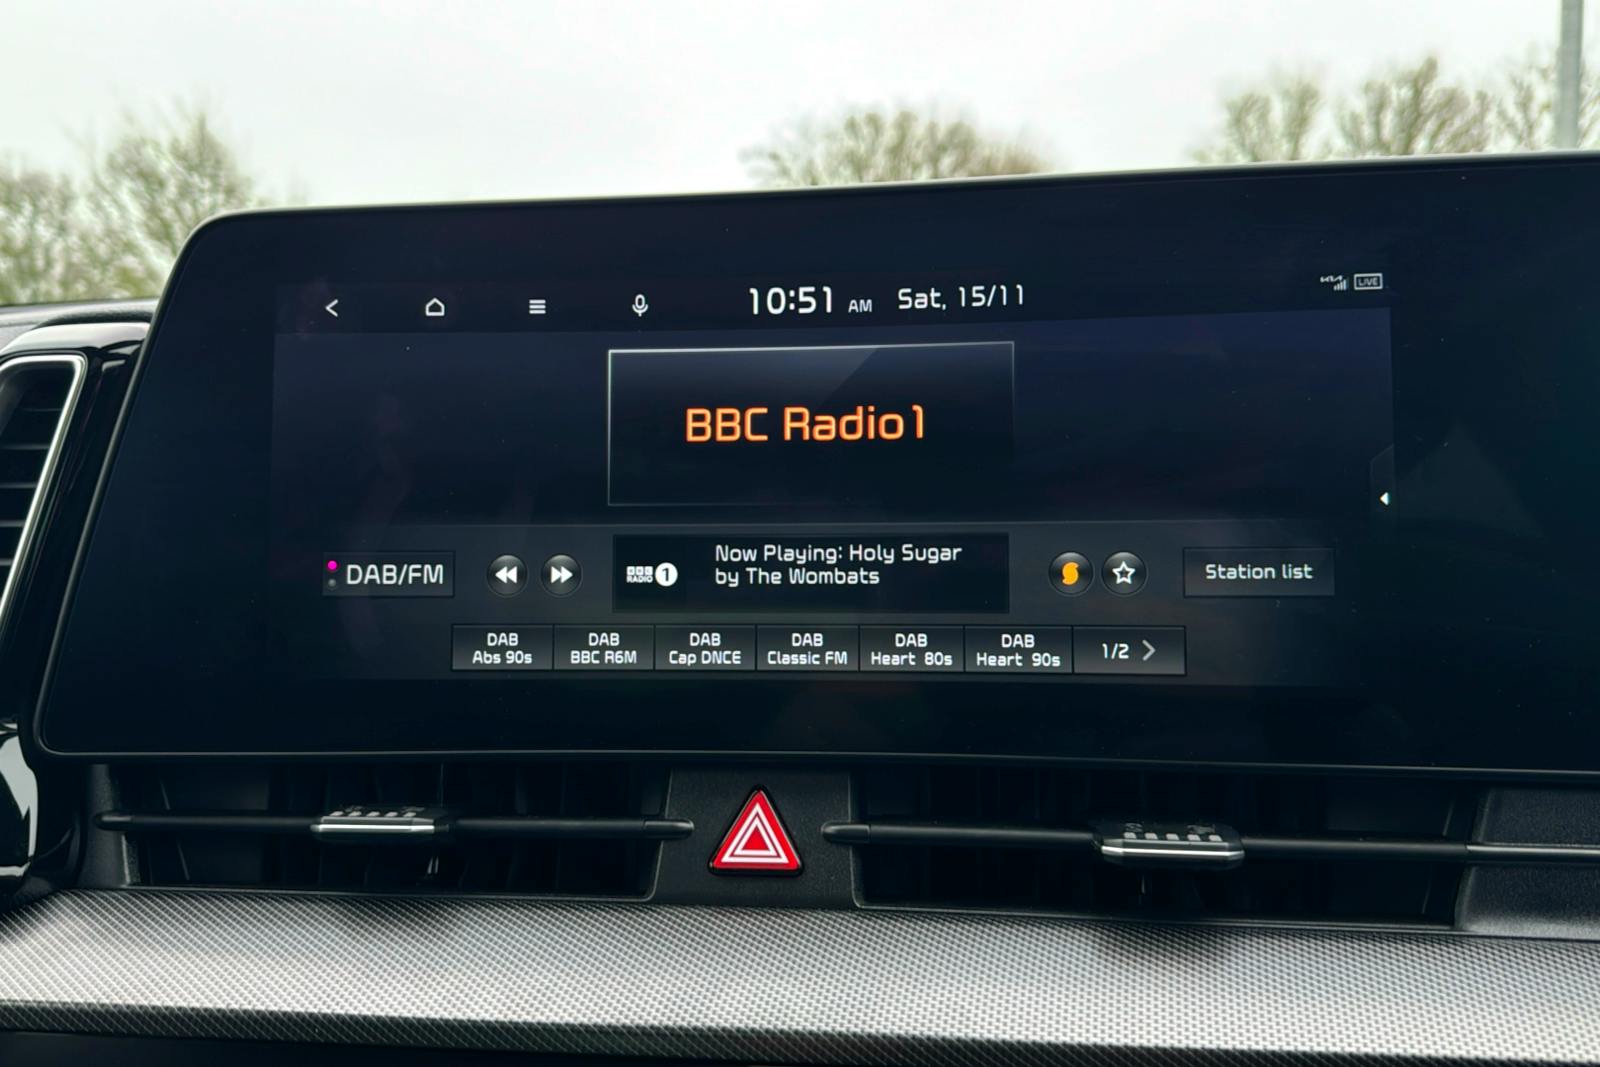 10:51 AM Sat, 15/11
LIVE
BBC Radio1
DAB/FM
BBC RADIO 1
Now Playing: Holy Sugar
by The Wombats
Station list
DAB
Abs 90s
DAB
BBC R6M
DAB
Cap DNCE
DAB
Classic FM
DAB
Heart 80s
DAB
Heart 90s
1/2